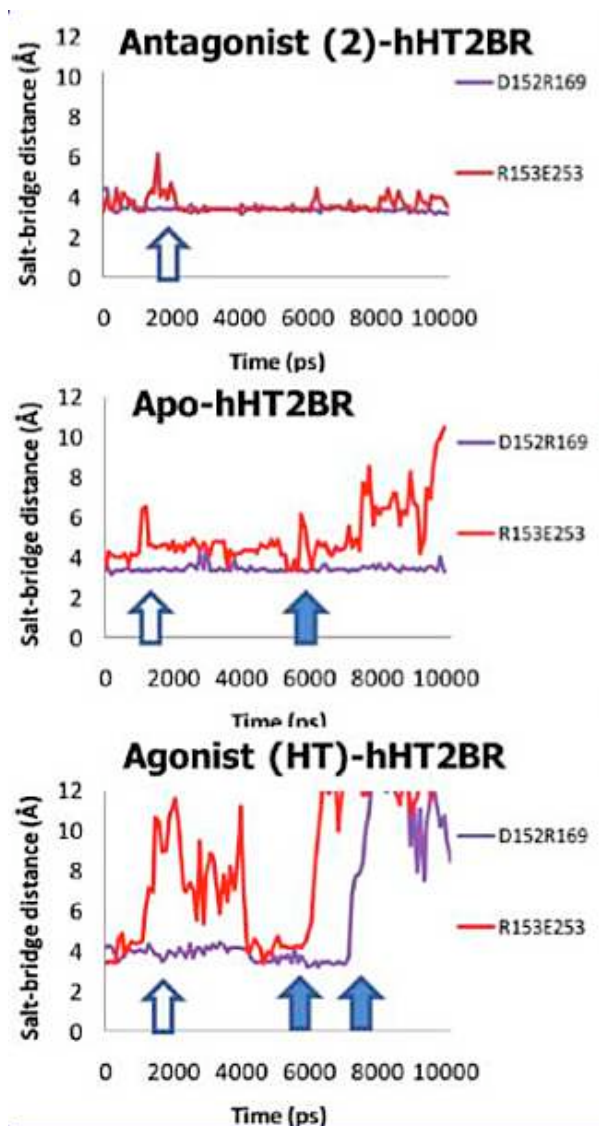 Antagonist (2)-hHT2BR
Salt-bridge distance (Å)
12
10
8
6
4
2
0
D152R169
R153E253
0 2000 4000 6000 8000 10000
Time (ps)
Apo-hHT2BR
Salt-bridge distance (Å)
12
10
8
6
4
2
0
D152R169
R153E253
0 2000 4000 6000 8000 10000
Time (ps)
Agonist (HT)-hHT2BR
Salt-bridge distance (Å)
12
10
8
6
4
2
0
D152R169
R153E253
0 2000 4000 6000 8000 10000
Time (ps)